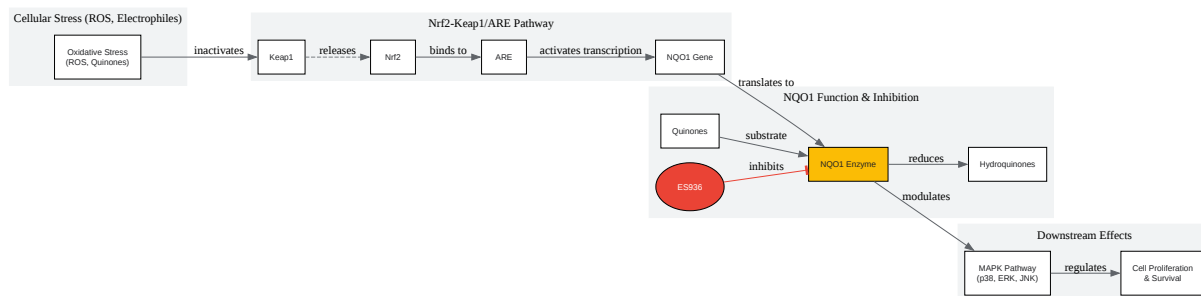 Cellular Stress (ROS, Electrophiles)
Oxidative Stress
(ROS, Quinones)
inactivates
Nrf2-Keap1/ARE Pathway
Keap1
releases
Nrf2
binds to
ARE
activates transcription
NQO1 Gene
translates to
NQO1 Function & Inhibition
Quinones
substrate
ES936
inhibits
NQO1 Enzyme
reduces
Hydroquinones
modulates
Downstream Effects
MAPK Pathway
(p38, ERK, JNK)
regulates
Cell Proliferation
& Survival